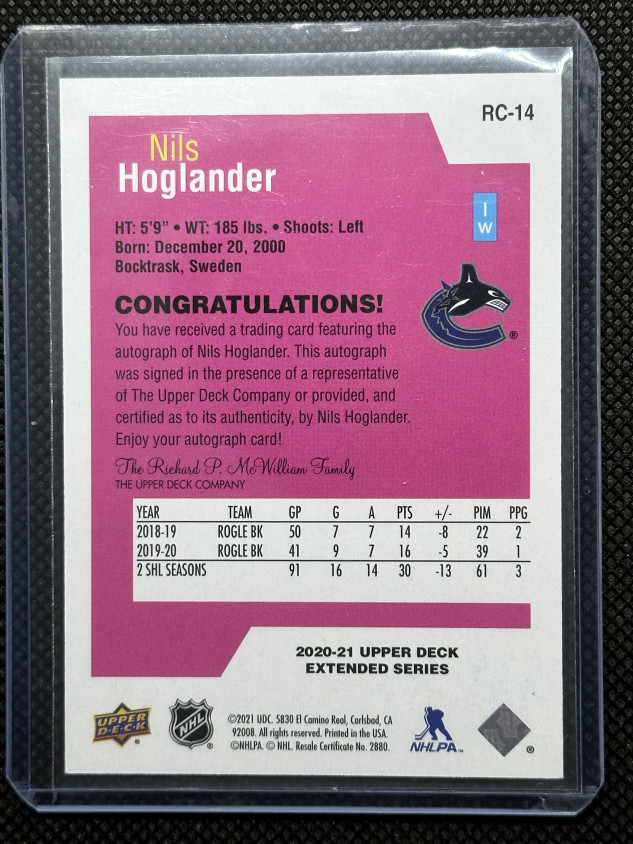 RC-14
Nils
Hoglander
LW
HT: 5'9" • WT: 185 lbs. • Shoots: Left
Born: December 20, 2000
Bocktrask, Sweden
CONGRATULATIONS!
You have received a trading card featuring the
autograph of Nils Hoglander. This autograph
was signed in the presence of a representative
of The Upper Deck Company or provided, and
certified as to its authenticity, by Nils Hoglander.
Enjoy your autograph card!
The Richard P. McWilliam Family
THE UPPER DECK COMPANY
YEAR TEAM GP G A PTS +/- PIM PPG
2018-19 ROGLE BK 50 7 7 14 -8 22 2
2019-20 ROGLE BK 41 9 7 16 -5 39 1
2 SHL SEASONS 91 16 14 30 -13 61 3
2020-21 UPPER DECK
EXTENDED SERIES
UPPER DECK ®
NHL ®
©2021 UDC. 5830 El Camino Real, Carlsbad, CA
92008. All rights reserved. Printed in the USA.
©NHLPA. © NHL. Resale Certificate No. 2880.
NHLPA™
®